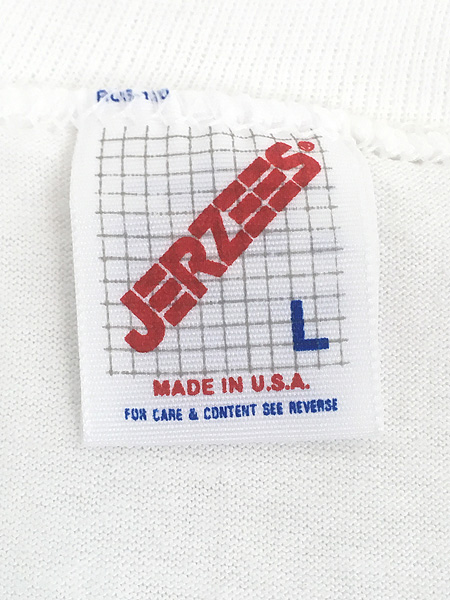 JERZEES®
L
MADE IN U.S.A.
FOR CARE & CONTENT SEE REVERSE